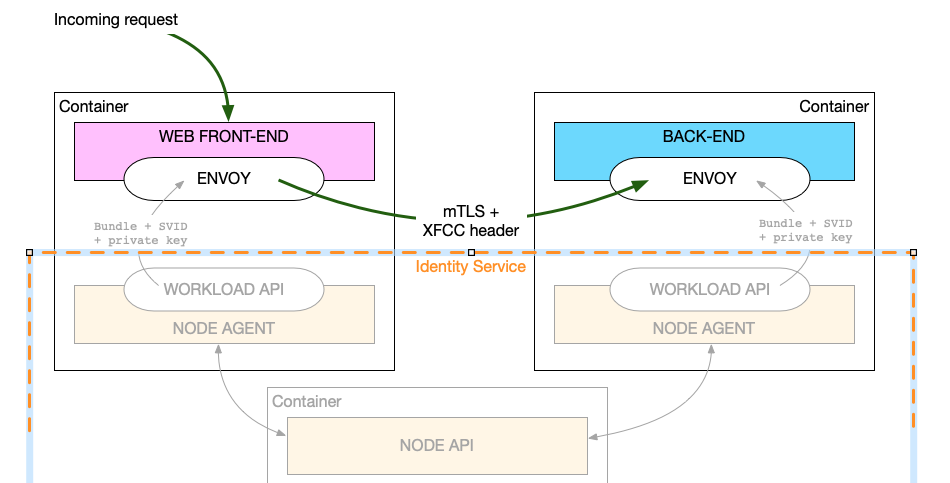 Incoming request
Container
Container
WEB FRONT-END
BACK-END
ENVOY
ENVOY
mTLS +
XFCC header
Bundle + SVID
+ private key
Bundle + SVID
+ private key
Identity Service
WORKLOAD API
WORKLOAD API
NODE AGENT
NODE AGENT
Container
NODE API